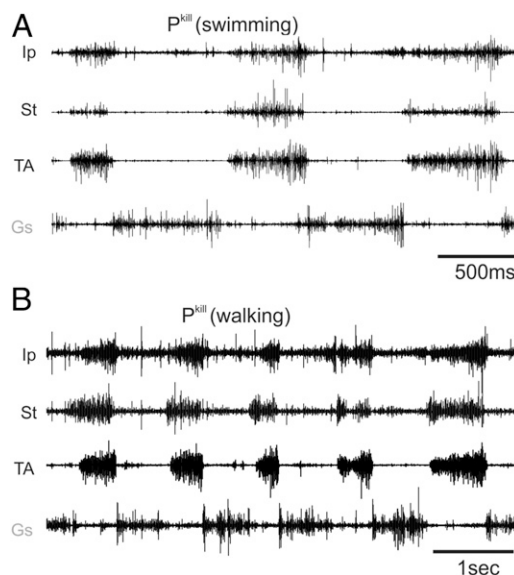 A
P^kill (swimming)
Ip
St
TA
Gs
500ms
B
P^kill (walking)
Ip
St
TA
Gs
1sec